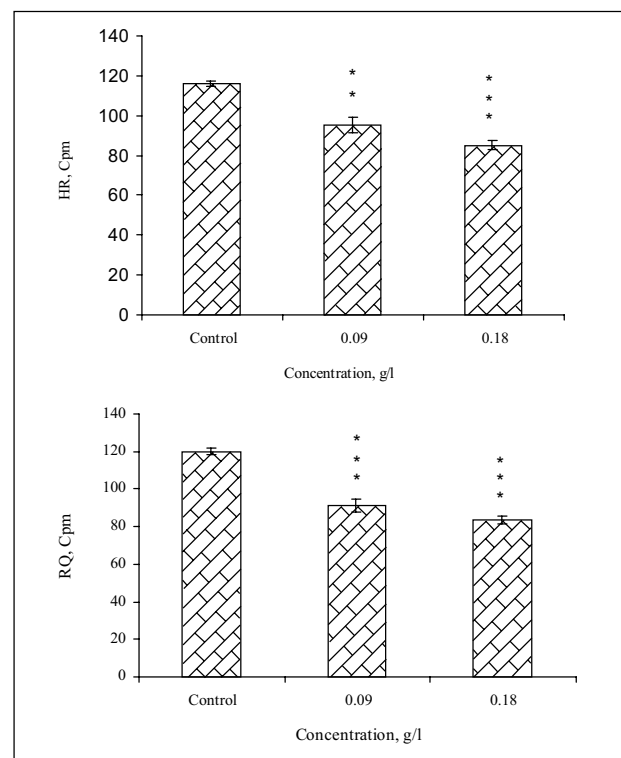 140
120
100
80
60
40
20
0
HR, Cpm
* *
* * *
Control 0.09 0.18
Concentration, g/l
140
120
100
80
60
40
20
0
RQ, Cpm
* * *
* * *
Control 0.09 0.18
Concentration, g/l